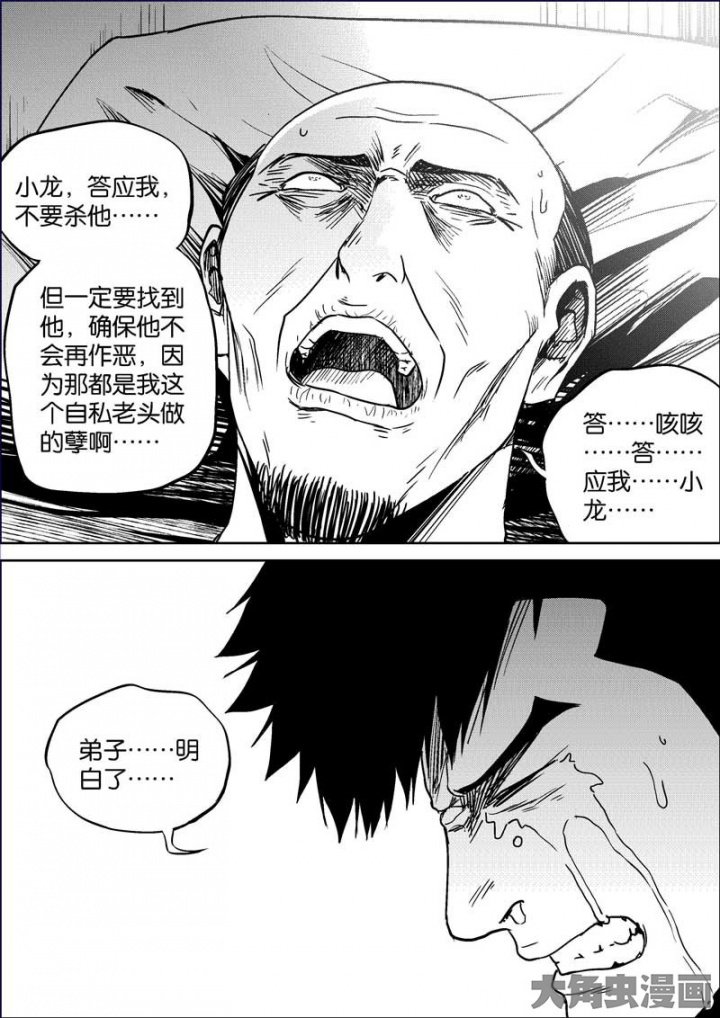 小龙，答应我，
不要杀他……
但一定要找到
他，确保他不
会再作恶，因
为那都是我这
个自私老头做
的孽啊……
答……咳咳
……答……
应我……小
龙……
弟子……明
白了……
大角虫漫画